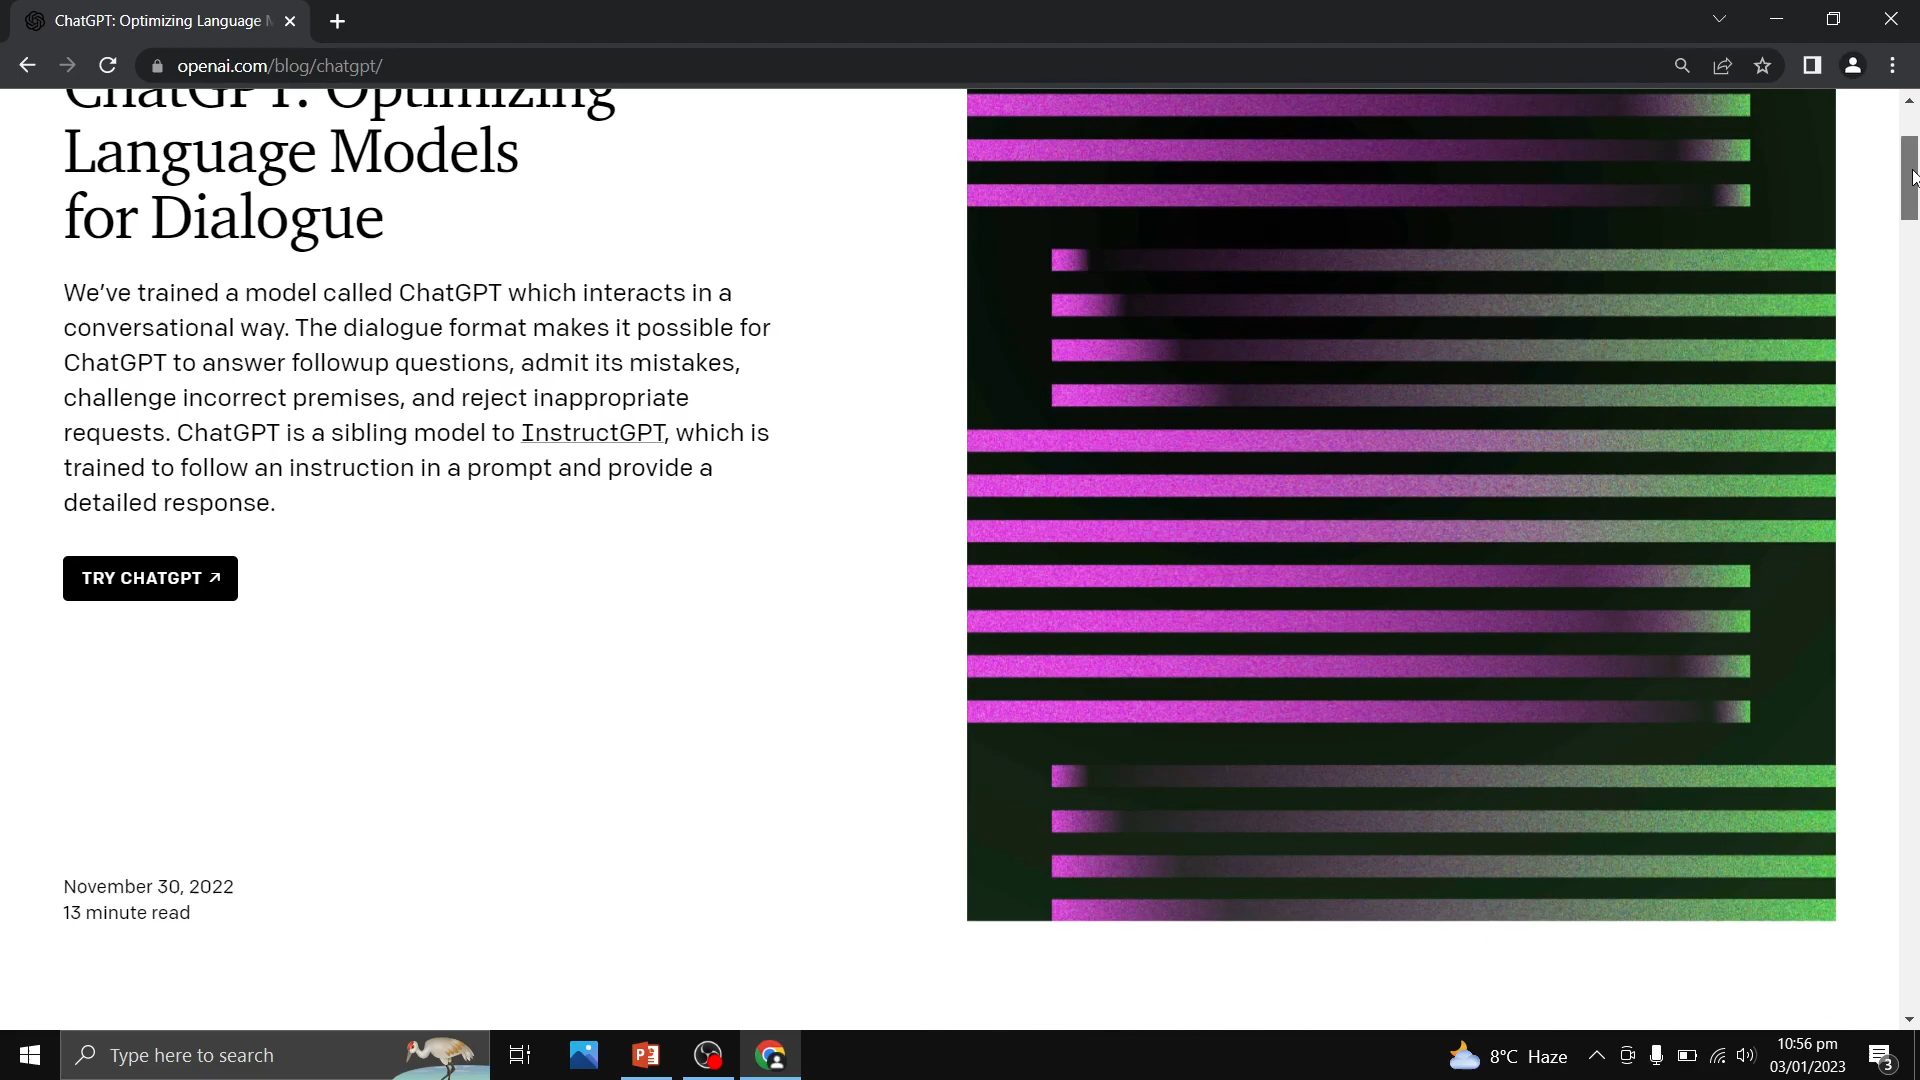 ChatGPT: Optimizing Language
openai.com/blog/chatgpt/
ChatGPT: Optimizing
Language Models
for Dialogue
We've trained a model called ChatGPT which interacts in a
conversational way. The dialogue format makes it possible for
ChatGPT to answer followup questions, admit its mistakes,
challenge incorrect premises, and reject inappropriate
requests. ChatGPT is a sibling model to InstructGPT, which is
trained to follow an instruction in a prompt and provide a
detailed response.
TRY CHATGPT ↗
November 30, 2022
13 minute read
Type here to search
8°C Haze
10:56 pm
03/01/2023
3